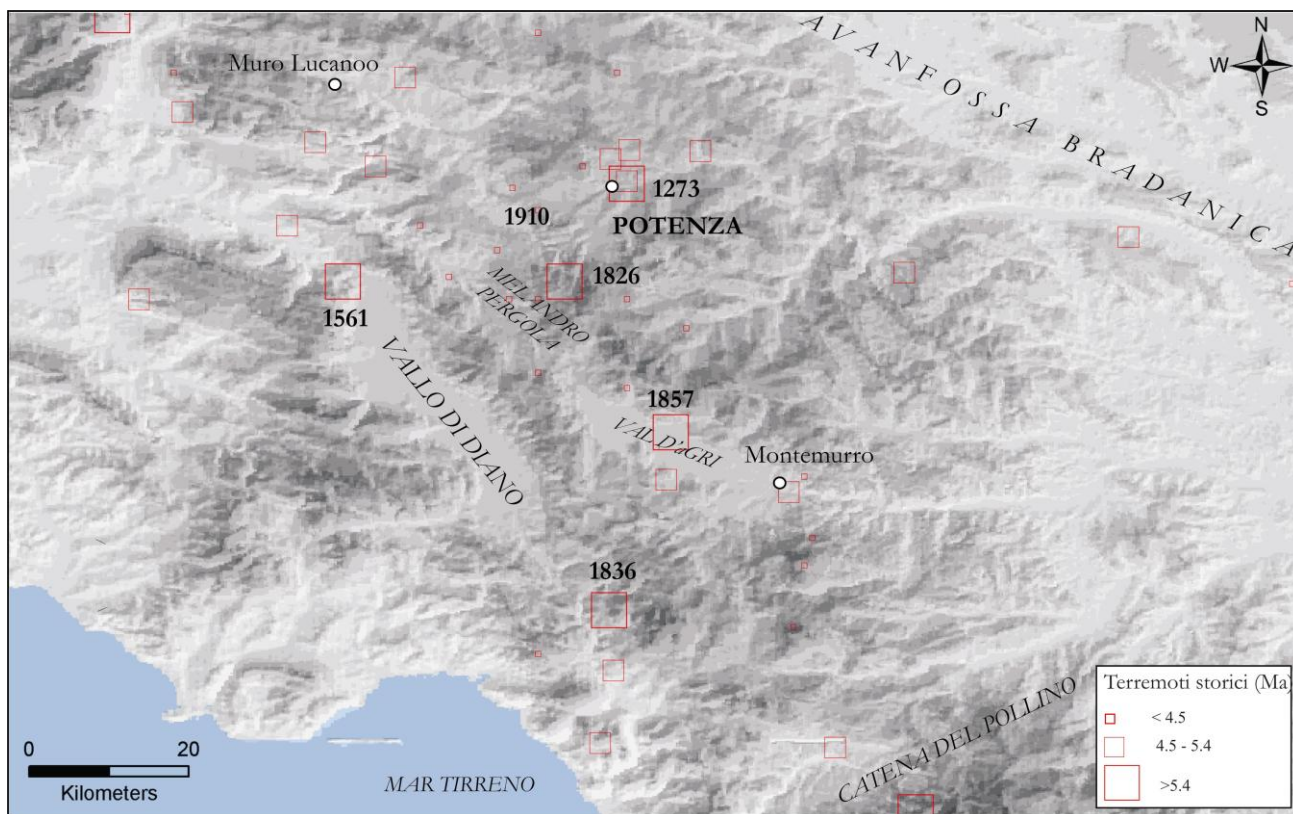 N
W E
S
AVANFOSSA BRADANICA
Muro Lucanoo
1273
1910
POTENZA
1826
MELANDRO
PERGOLA
1561
VALLO DI DIANO
1857
VAL D'aGRI
Montemurro
1836
CATENA DEL POLLINO
MAR TIRRENO
0 20
Kilometers
Terremoti storici (Ma)
< 4.5
4.5 - 5.4
>5.4